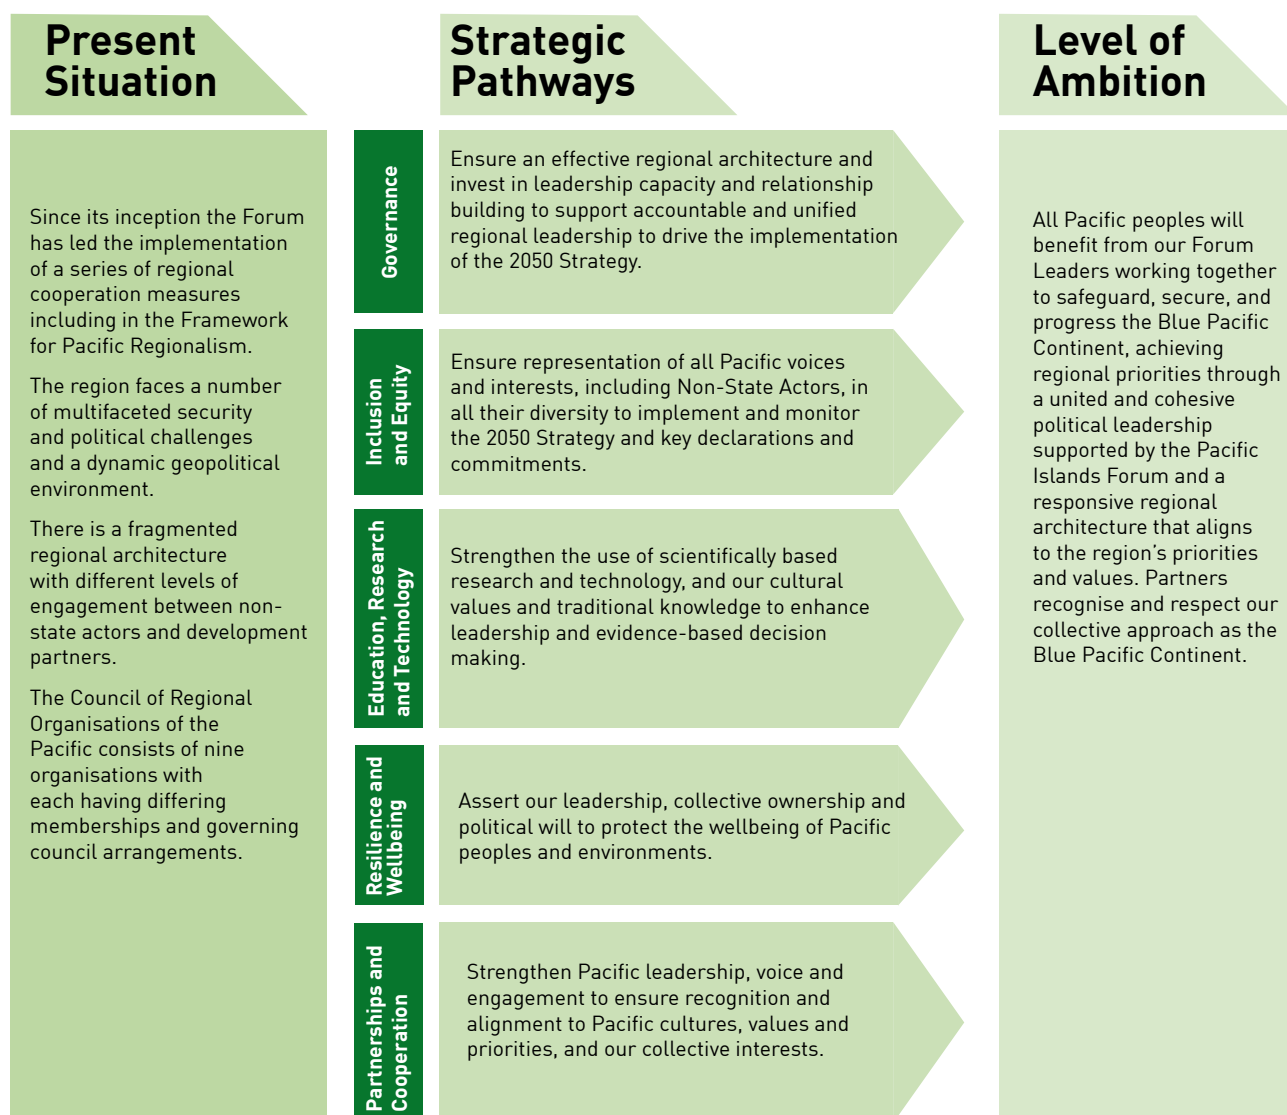 Present
Situation
Since its inception the Forum
has led the implementation
of a series of regional
cooperation measures
including in the Framework
for Pacific Regionalism.
The region faces a number
of multifaceted security
and political challenges
and a dynamic geopolitical
environment.
There is a fragmented
regional architecture
with different levels of
engagement between non-
state actors and development
partners.
The Council of Regional
Organisations of the
Pacific consists of nine
organisations with
each having differing
memberships and governing
council arrangements.
Strategic
Pathways
Governance
Ensure an effective regional architecture and
invest in leadership capacity and relationship
building to support accountable and unified
regional leadership to drive the implementation
of the 2050 Strategy.
Inclusion
and Equity
Ensure representation of all Pacific voices
and interests, including Non-State Actors, in
all their diversity to implement and monitor
the 2050 Strategy and key declarations and
commitments.
Education, Research
and Technology
Strengthen the use of scientifically based
research and technology, and our cultural
values and traditional knowledge to enhance
leadership and evidence-based decision
making.
Resilience and
Wellbeing
Assert our leadership, collective ownership and
political will to protect the wellbeing of Pacific
peoples and environments.
Partnerships and
Cooperation
Strengthen Pacific leadership, voice and
engagement to ensure recognition and
alignment to Pacific cultures, values and
priorities, and our collective interests.
Level of
Ambition
All Pacific peoples will
benefit from our Forum
Leaders working together
to safeguard, secure, and
progress the Blue Pacific
Continent, achieving
regional priorities through
a united and cohesive
political leadership
supported by the Pacific
Islands Forum and a
responsive regional
architecture that aligns
to the region’s priorities
and values. Partners
recognise and respect our
collective approach as the
Blue Pacific Continent.